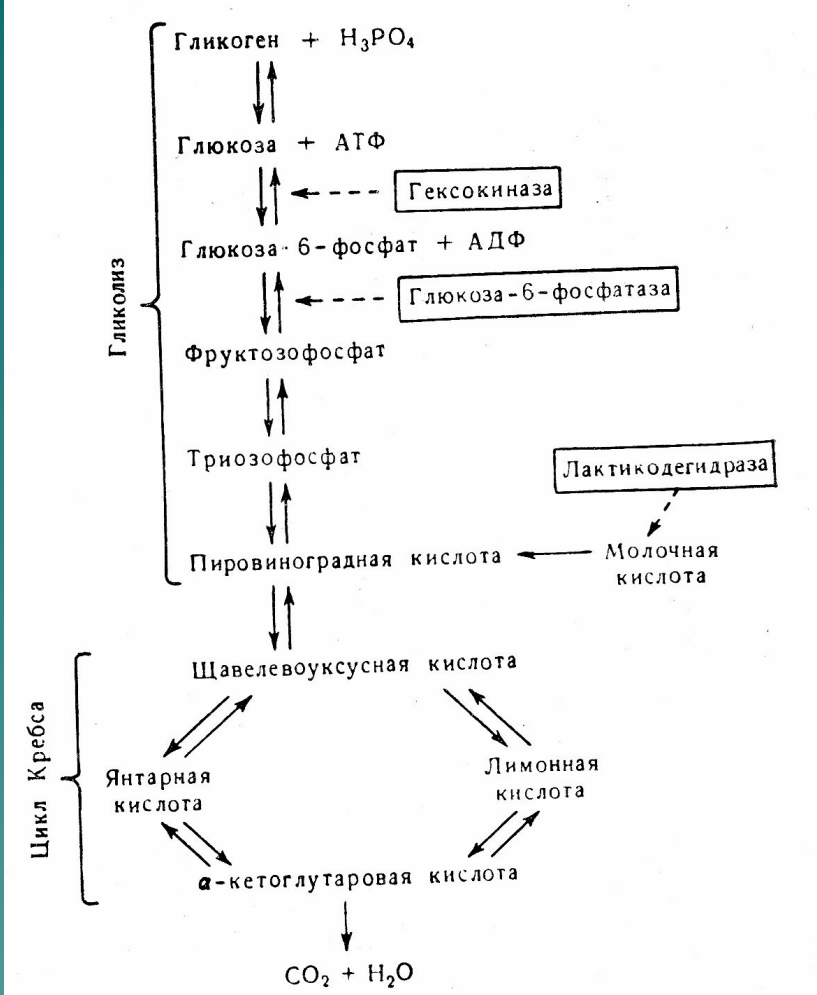 Гликоген + H₃PO₄
Глюкоза + АТФ
Гексокиназа
Глюкоза-6-фосфат + АДФ
Глюкоза-6-фосфатаза
Гликолиз
Фруктозофосфат
Триозофосфат
Лактикодегидраза
Пировиноградная кислота
Молочная
кислота
Щавелевоуксусная кислота
Цикл Кребса
Янтарная
кислота
Лимонная
кислота
α-кетоглутаровая кислота
CO₂ + H₂O